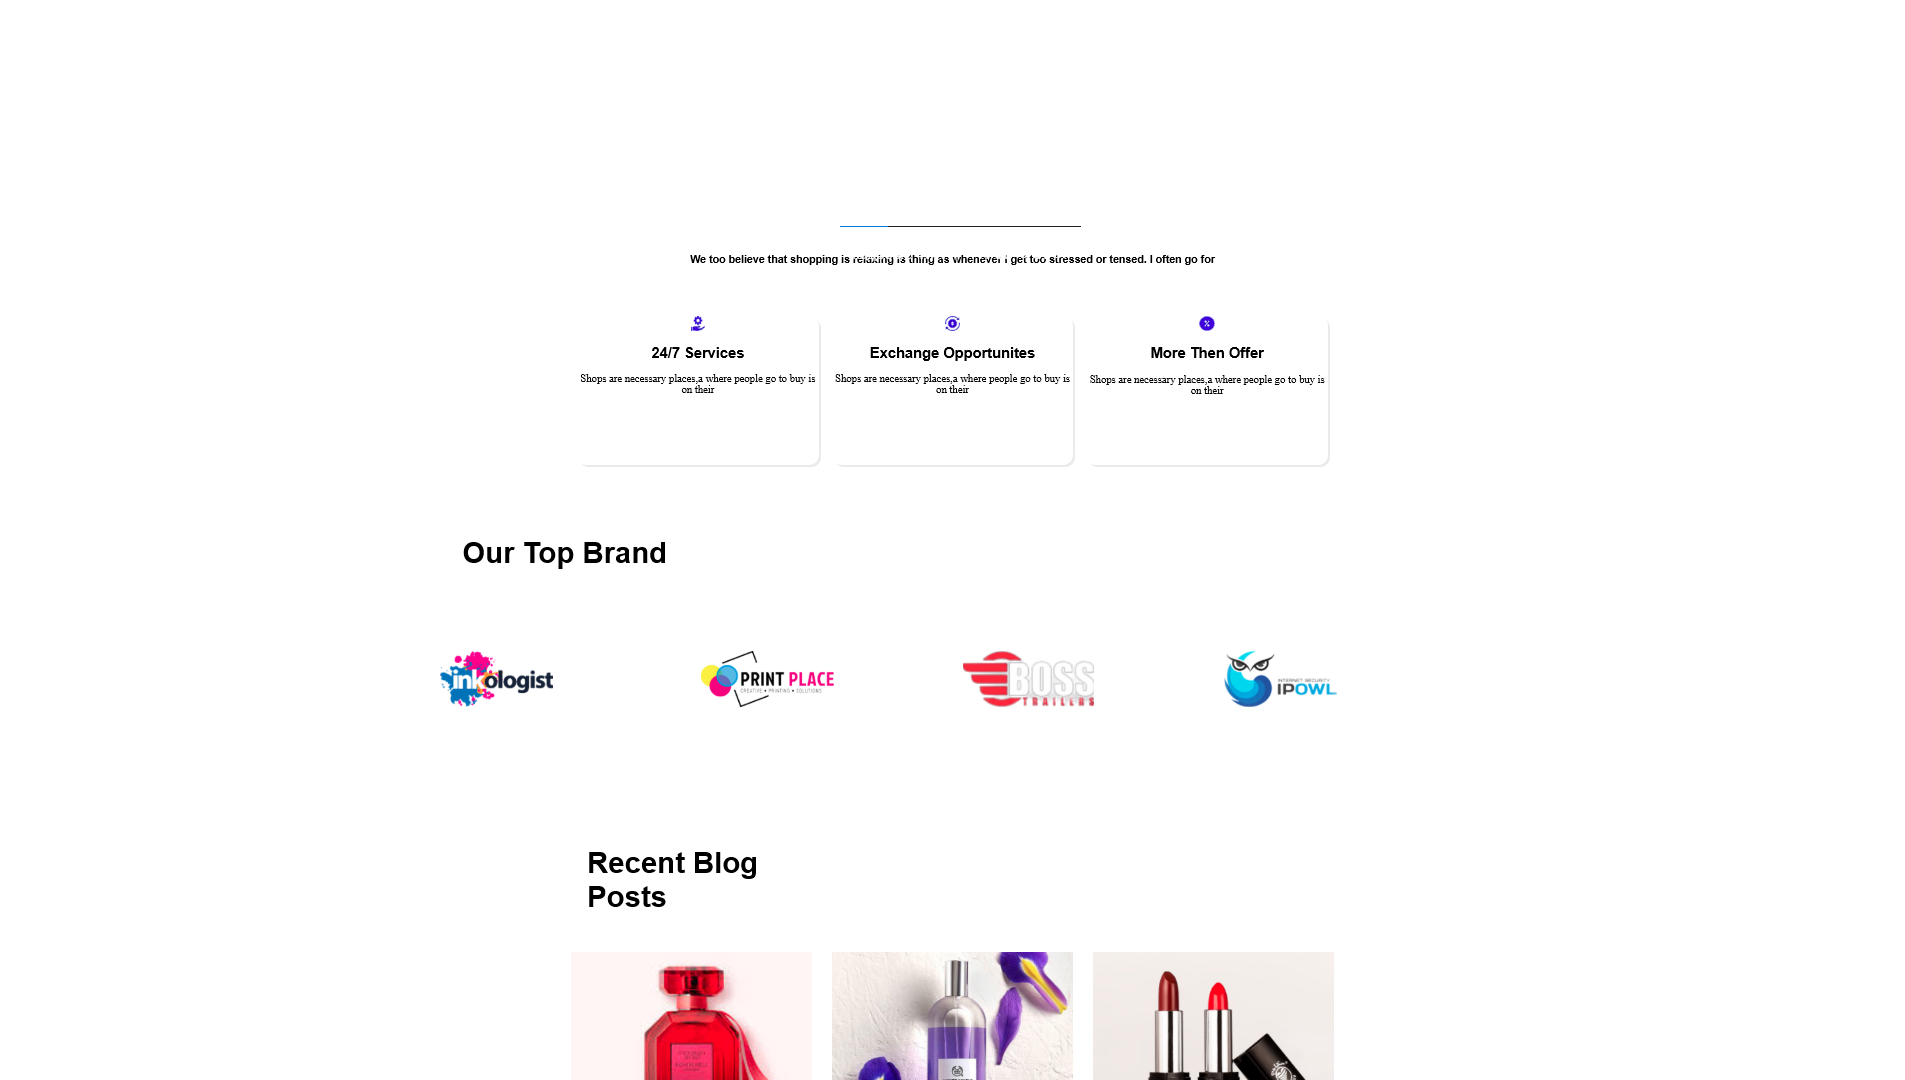 We too believe that shopping is relaxing is thing as whenever I get too stressed or tensed. I often go for
24/7 Services
Shops are necessary places,a where people go to buy is
on their
Exchange Opportunites
Shops are necessary places,a where people go to buy is
on their
More Then Offer
Shops are necessary places,a where people go to buy is
on their
Our Top Brand
inkologist
PRINT PLACE
CREATIVE • PRINTING • SOLUTIONS
BOSS
TRAILERS
INTERNET SECURITY
IPOWL
Recent Blog
Posts